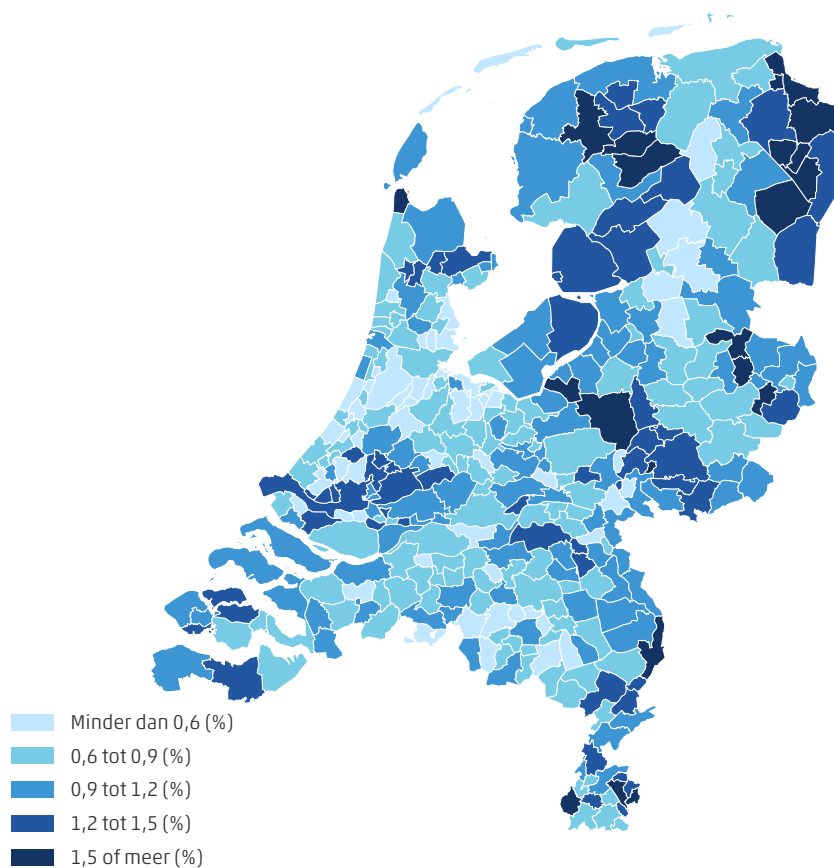 Minder dan 0,6 (%)
0,6 tot 0,9 (%)
0,9 tot 1,2 (%)
1,2 tot 1,5 (%)
1,5 of meer (%)